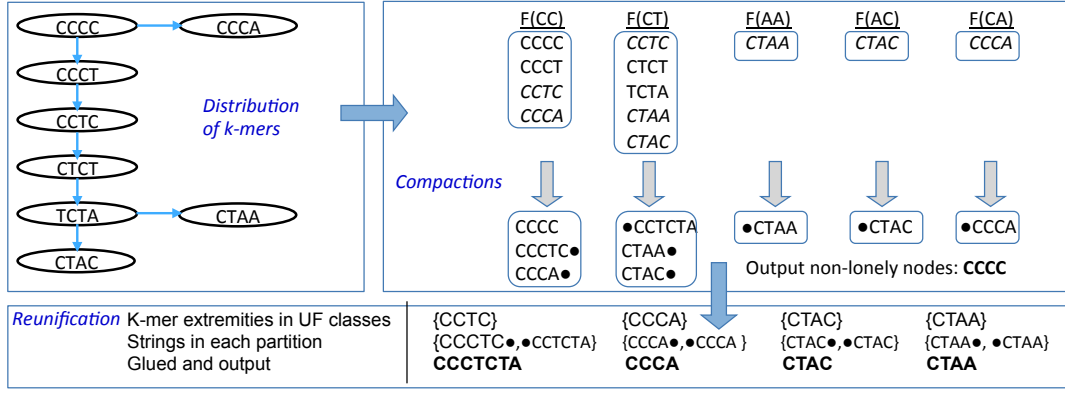 CCCC
CCCA
CCCT
CCTC
CTCT
TCTA
CTAA
CTAC
Distribution
of k-mers
F(CC) F(CT) F(AA) F(AC) F(CA)
CCCC CCTC CTAA CTAC CCCA
CCCT CTCT
CCTC TCTA
CCCA CTAA
CTAC
Compactions
CCCC ●CCTCTA ●CTAA ●CTAC ●CCCA
CCCTC● CTAA●
CCCA● CTAC●
Output non-lonely nodes: CCCC
Reunification K-mer extremities in UF classes {CCTC} {CCCA} {CTAC} {CTAA}
Strings in each partition {CCCTC●,●CCTCTA} {CCCA●,●CCCA } {CTAC●,●CTAC} {CTAA●, ●CTAA}
Glued and output CCCTCTA CCCA CTAC CTAA